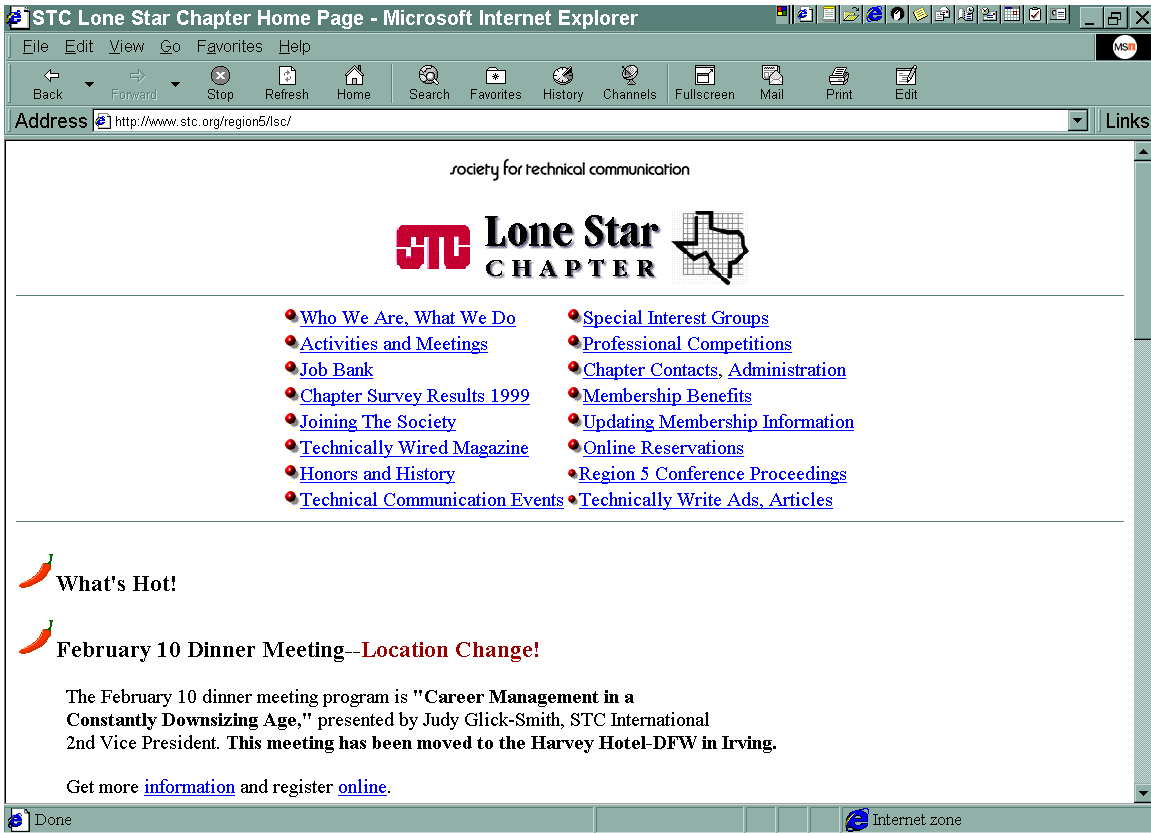 STC Lone Star Chapter Home Page - Microsoft Internet Explorer
File Edit View Go Favorites Help
msn
Back Forward Stop Refresh Home Search Favorites History Channels Fullscreen Mail Print Edit
Address http://www.stc.org/region5/lsc/ Links
society for technical communication
STC Lone Star
CHAPTER
Who We Are, What We Do Special Interest Groups
Activities and Meetings Professional Competitions
Job Bank Chapter Contacts, Administration
Chapter Survey Results 1999 Membership Benefits
Joining The Society Updating Membership Information
Technically Wired Magazine Online Reservations
Honors and History Region 5 Conference Proceedings
Technical Communication Events Technically Write Ads, Articles
What's Hot!
February 10 Dinner Meeting--Location Change!
The February 10 dinner meeting program is "Career Management in a
Constantly Downsizing Age," presented by Judy Glick-Smith, STC International
2nd Vice President. This meeting has been moved to the Harvey Hotel-DFW in Irving.
Get more information and register online.
Done Internet zone